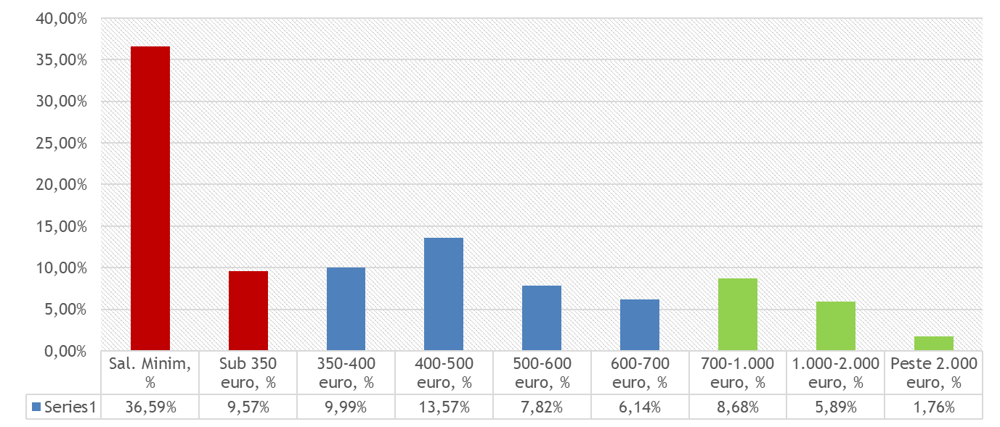 40,00%
35,00%
30,00%
25,00%
20,00%
15,00%
10,00%
5,00%
0,00%
Sal. Minim, %
Sub 350 euro, %
350-400 euro, %
400-500 euro, %
500-600 euro, %
600-700 euro, %
700-1.000 euro, %
1.000-2.000 euro, %
Peste 2.000 euro, %
Series1 36,59% 9,57% 9,99% 13,57% 7,82% 6,14% 8,68% 5,89% 1,76%